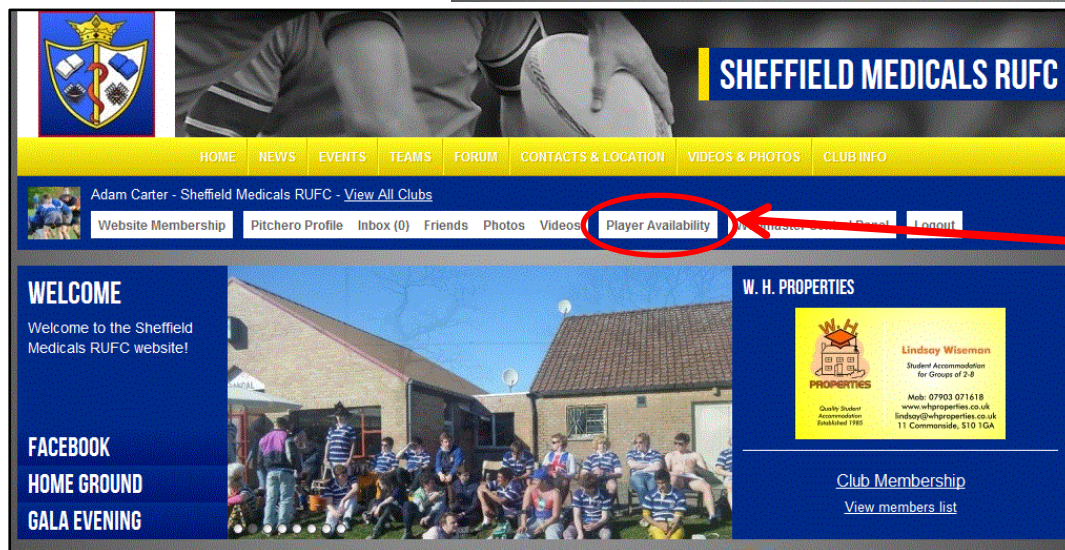 SHEFFIELD MEDICALS RUFC
HOME NEWS EVENTS TEAMS FORUM CONTACTS & LOCATION VIDEOS & PHOTOS CLUB INFO
Adam Carter - Sheffield Medicals RUFC - View All Clubs
Website Membership Pitchero Profile Inbox (0) Friends Photos Videos Player Availability Webmaster Control Panel Logout
WELCOME
Welcome to the Sheffield
Medicals RUFC website!
FACEBOOK
HOME GROUND
GALA EVENING
W. H. PROPERTIES
W.H.
PROPERTIES
Quality Student
Accommodation
Established 1985
Lindsay Wiseman
Student Accommodation
for Groups of 2-8
Mob: 07903 071618
www.whproperties.co.uk
lindsay@whproperties.co.uk
11 Commonside, S10 1GA
Club Membership
View members list